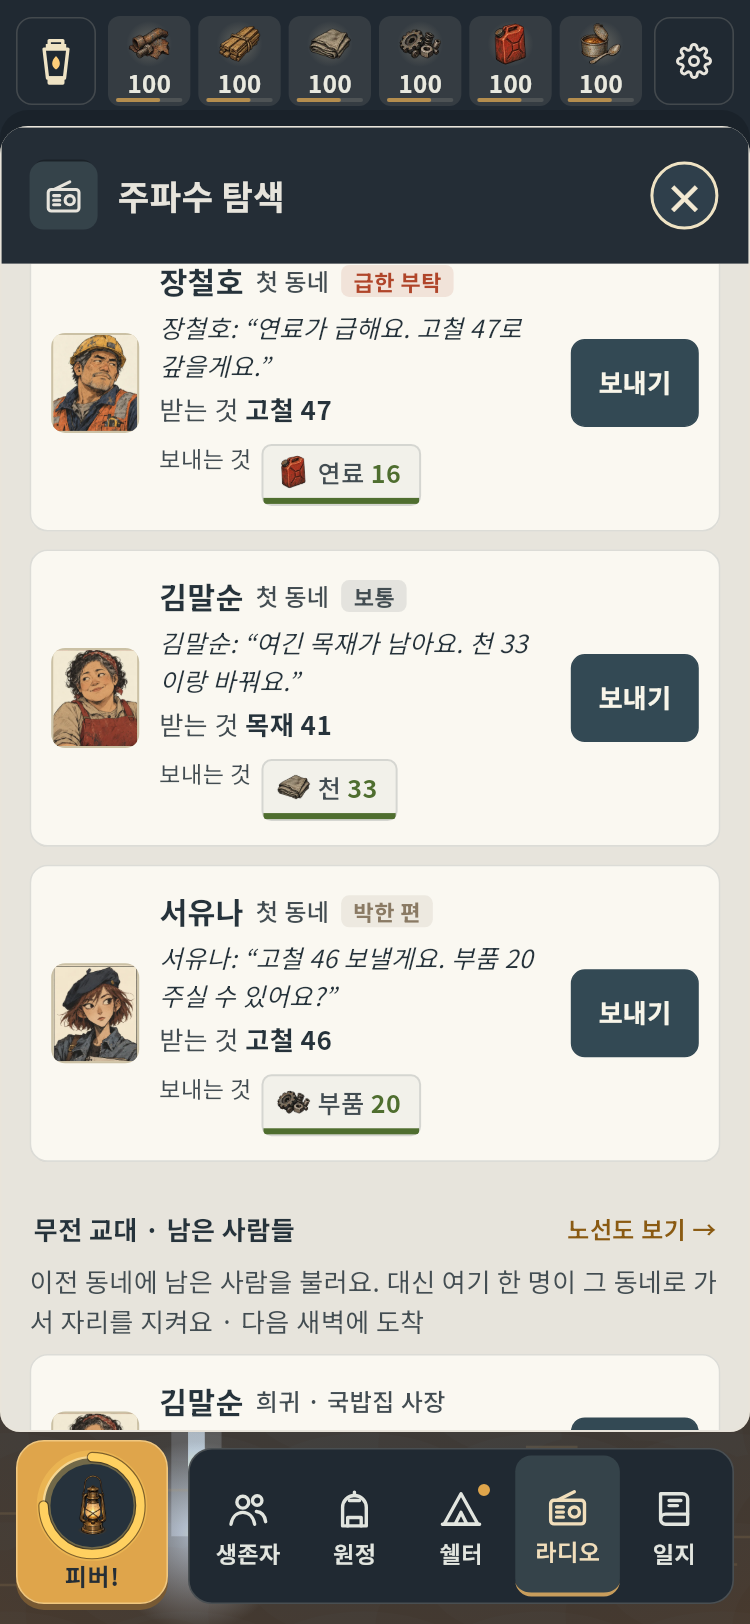 100 100 100 100 100 100
주파수 탐색
장철호 첫 동네 급한 부탁
장철호: “연료가 급해요. 고철 47로
갚을게요.”
받는 것 고철 47
보내는 것 연료 16
보내기
김말순 첫 동네 보통
김말순: “여긴 목재가 남아요. 천 33
이랑 바꿔요.”
받는 것 목재 41
보내는 것 천 33
보내기
서유나 첫 동네 박한 편
서유나: “고철 46 보낼게요. 부품 20
주실 수 있어요?”
받는 것 고철 46
보내는 것 부품 20
보내기
무전 교대 · 남은 사람들 노선도 보기 →
이전 동네에 남은 사람을 불러요. 대신 여기 한 명이 그 동네로 가
서 자리를 지켜요 · 다음 새벽에 도착
김말순 희귀 · 국밥집 사장
피버!
생존자 원정 쉘터 라디오 일지